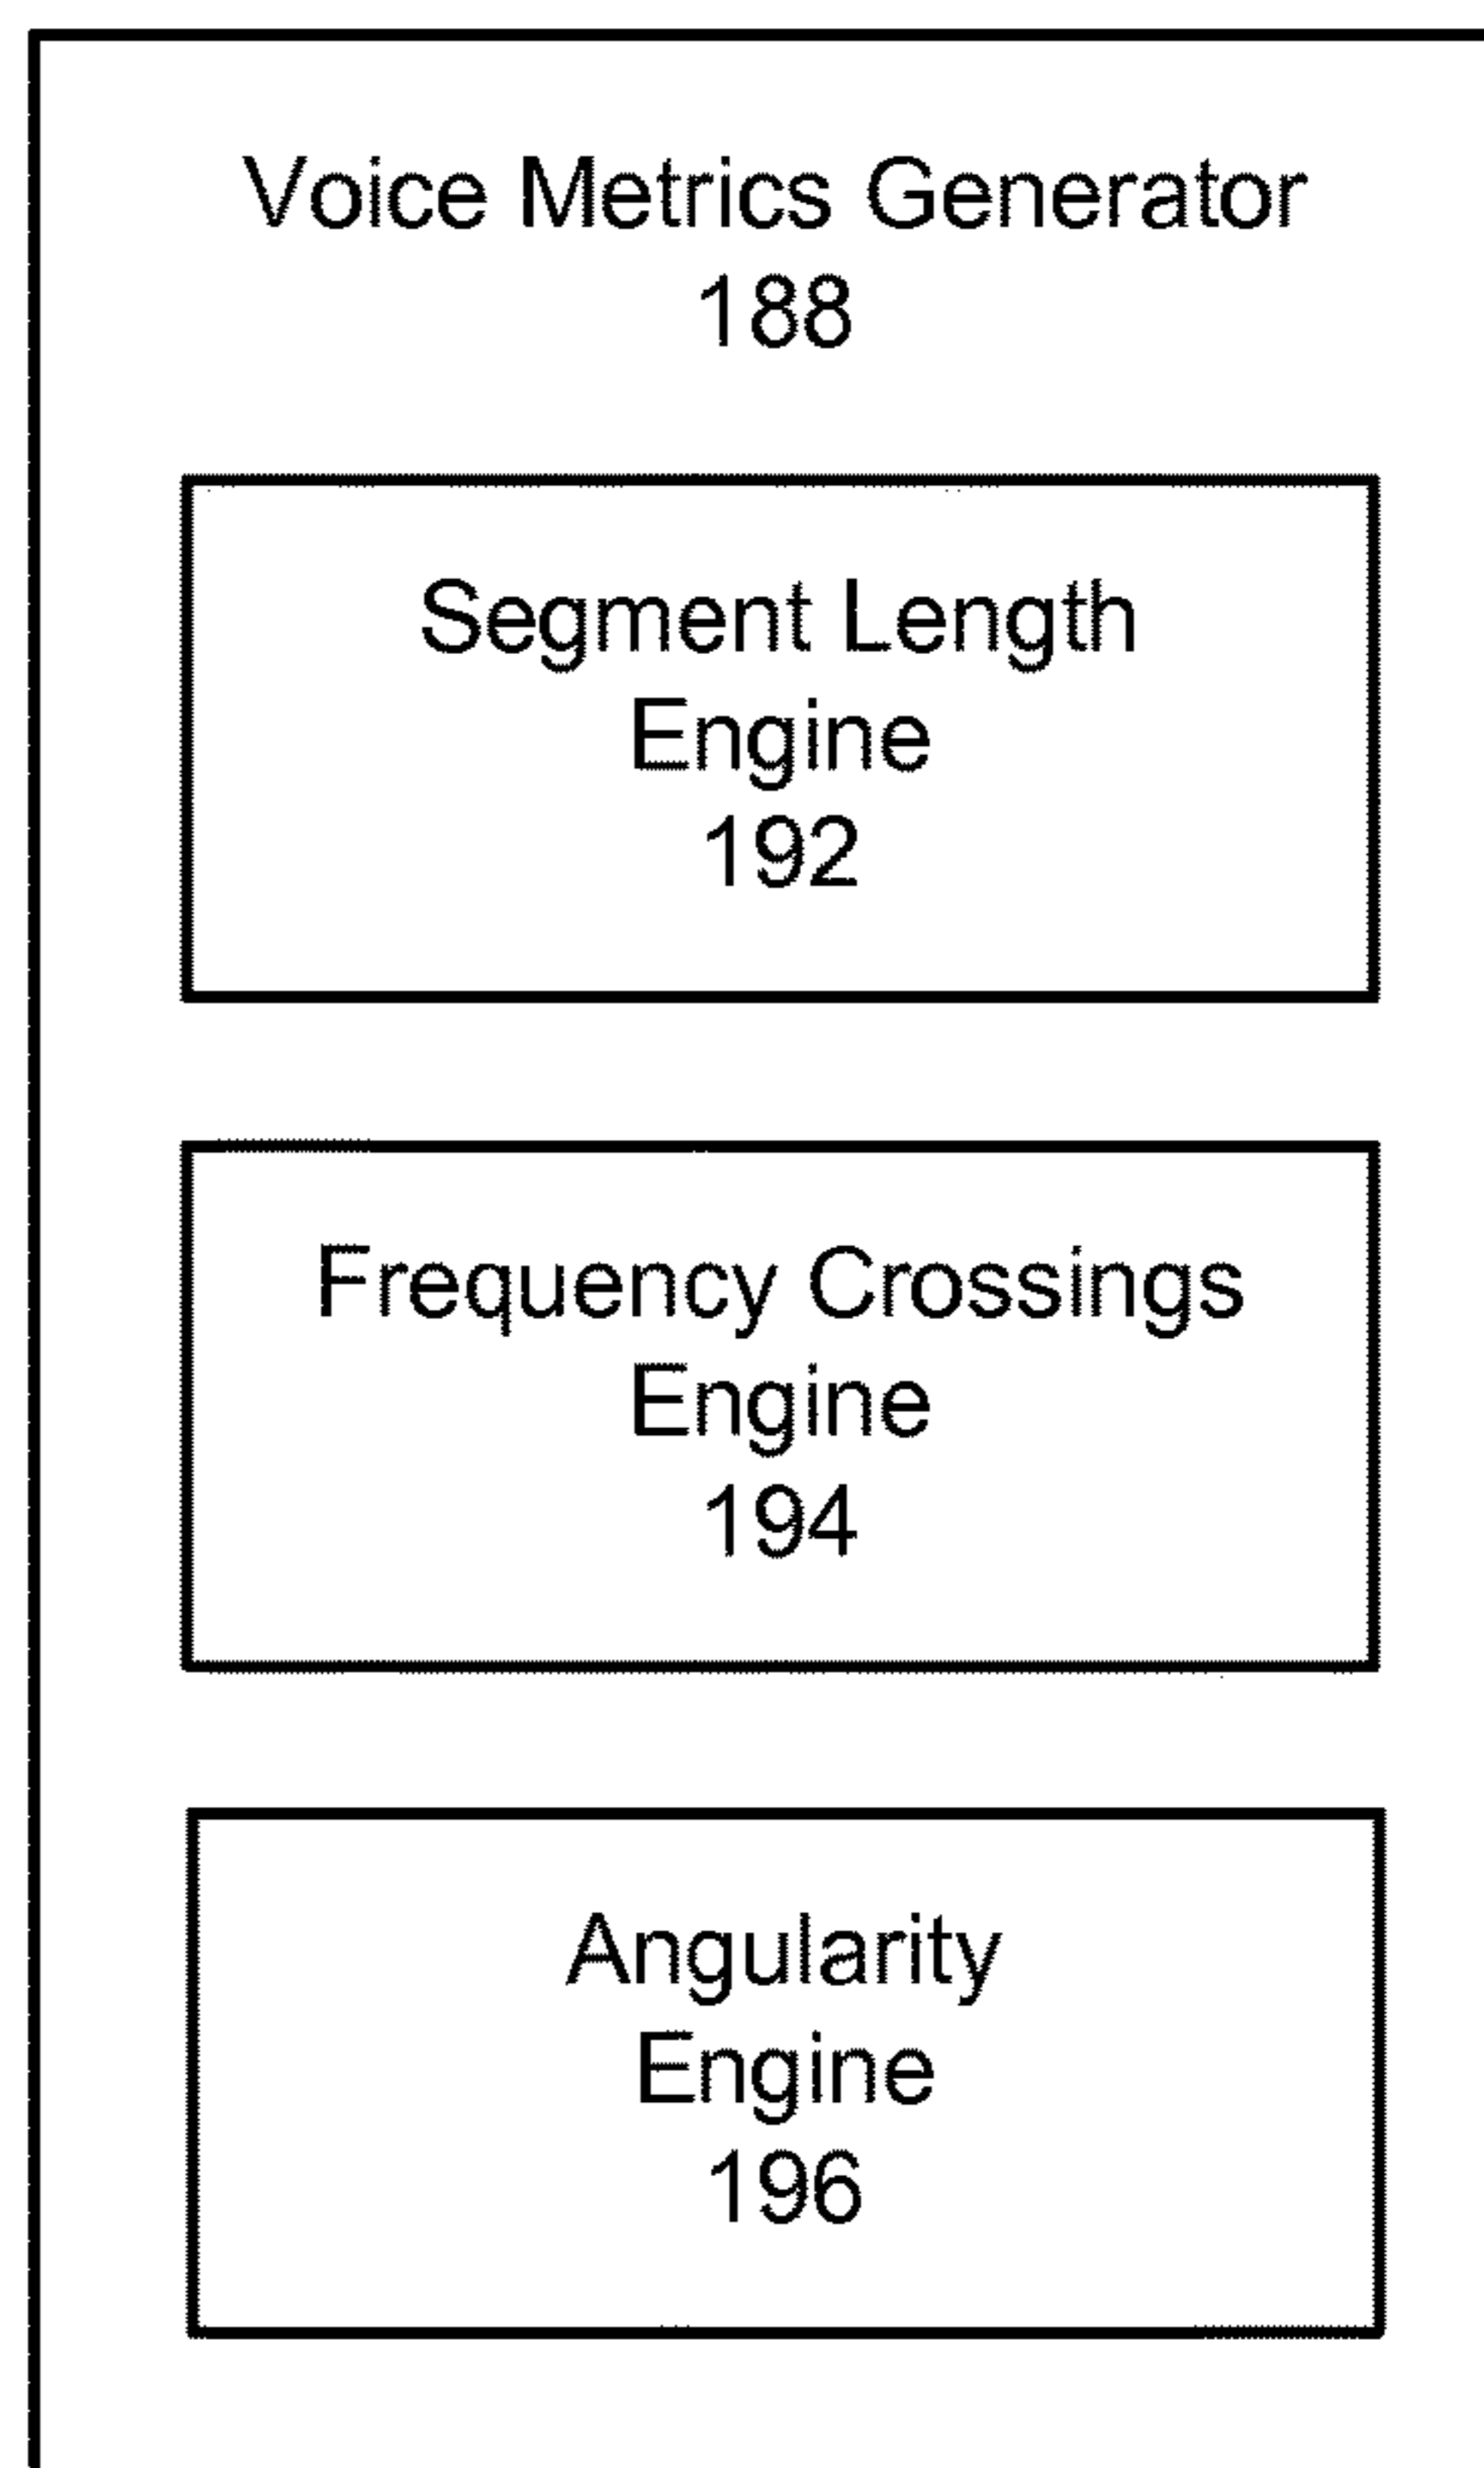 Voice Metrics Generator
188
Segment Length
Engine
192
Frequency Crossings
Engine
194
Angularity
Engine
196